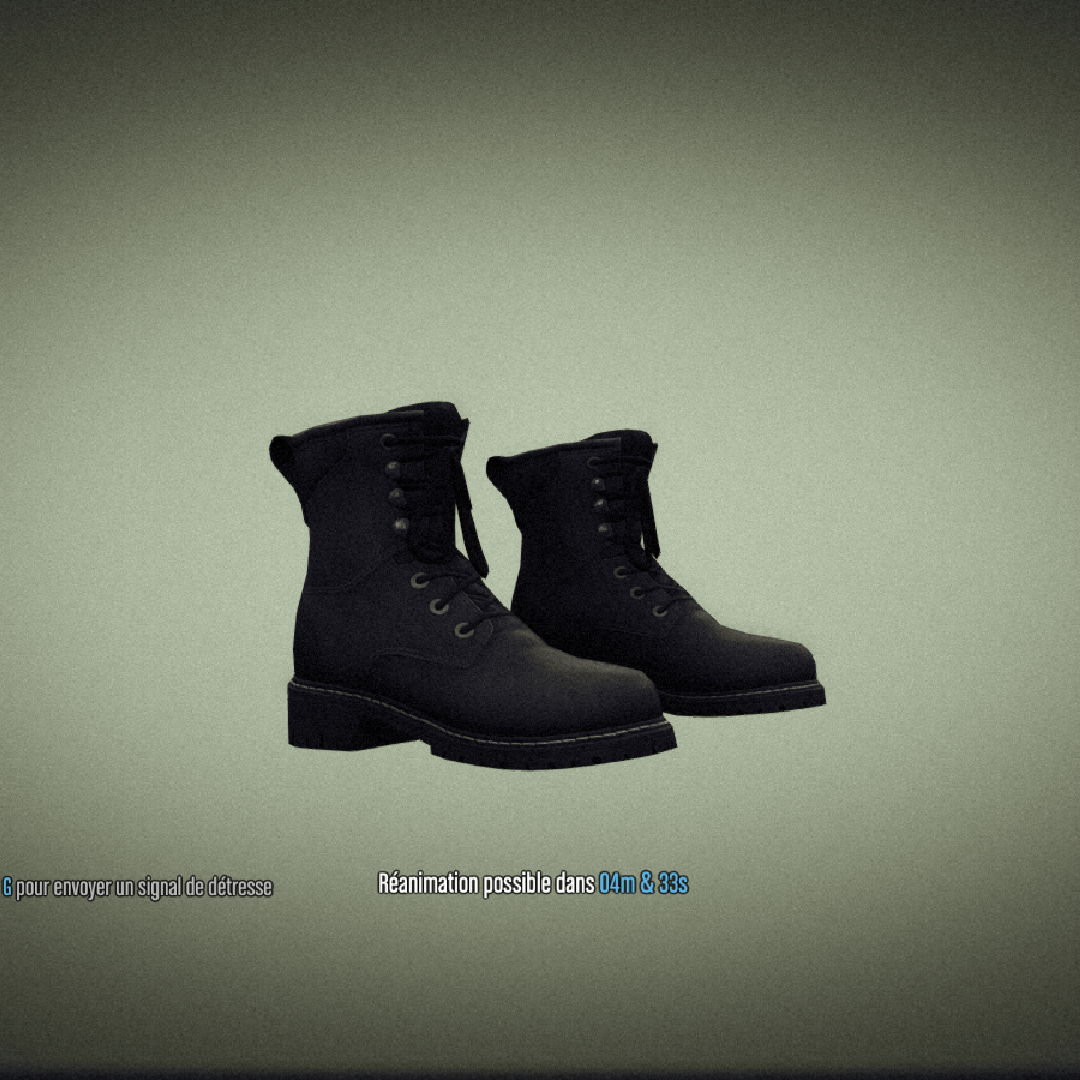 G pour envoyer un signal de détresse
Réanimation possible dans 04m & 33s